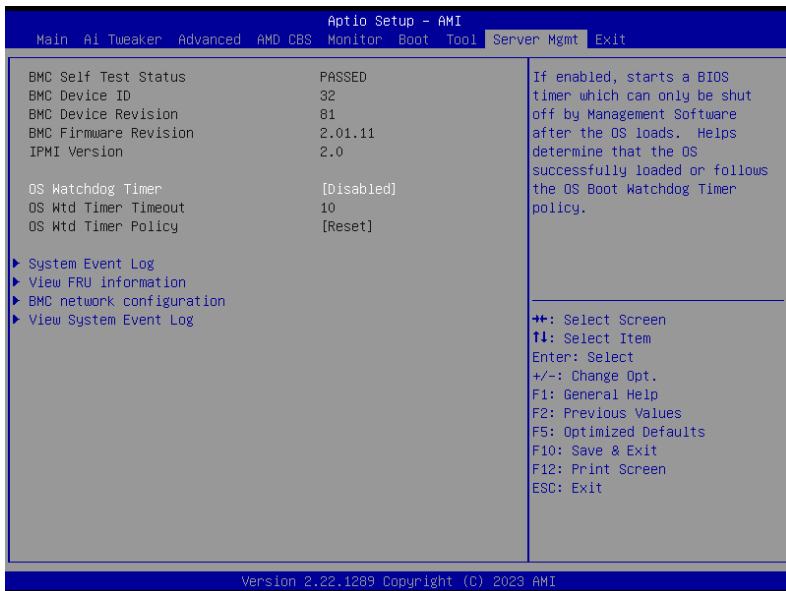 Aptio Setup - AMI
Main Ai Tweaker Advanced AMD CBS Monitor Boot Tool Server Mgmt Exit
BMC Self Test Status PASSED
BMC Device ID 32
BMC Device Revision 81
BMC Firmware Revision 2.01.11
IPMI Version 2.0
OS Watchdog Timer [Disabled]
OS Wtd Timer Timeout 10
OS Wtd Timer Policy [Reset]
System Event Log
View FRU information
BMC network configuration
View System Event Log
If enabled, starts a BIOS
timer which can only be shut
off by Management Software
after the OS loads. Helps
determine that the OS
successfully loaded or follows
the OS Boot Watchdog Timer
policy.
→←: Select Screen
↑↓: Select Item
Enter: Select
+/-: Change Opt.
F1: General Help
F2: Previous Values
F5: Optimized Defaults
F10: Save & Exit
F12: Print Screen
ESC: Exit
Version 2.22.1289 Copyright (C) 2023 AMI